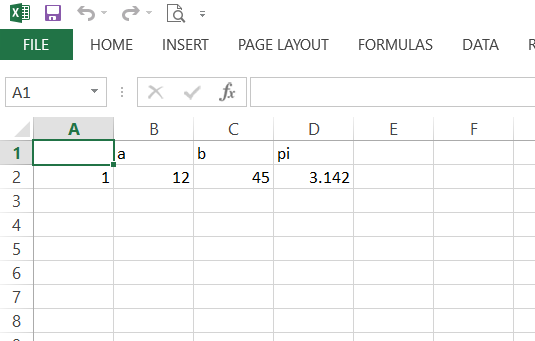 FILE HOME INSERT PAGE LAYOUT FORMULAS DATA R
A1 fx
A B C D E F
1 a b pi
2 1 12 45 3.142
3
4
5
6
7
8